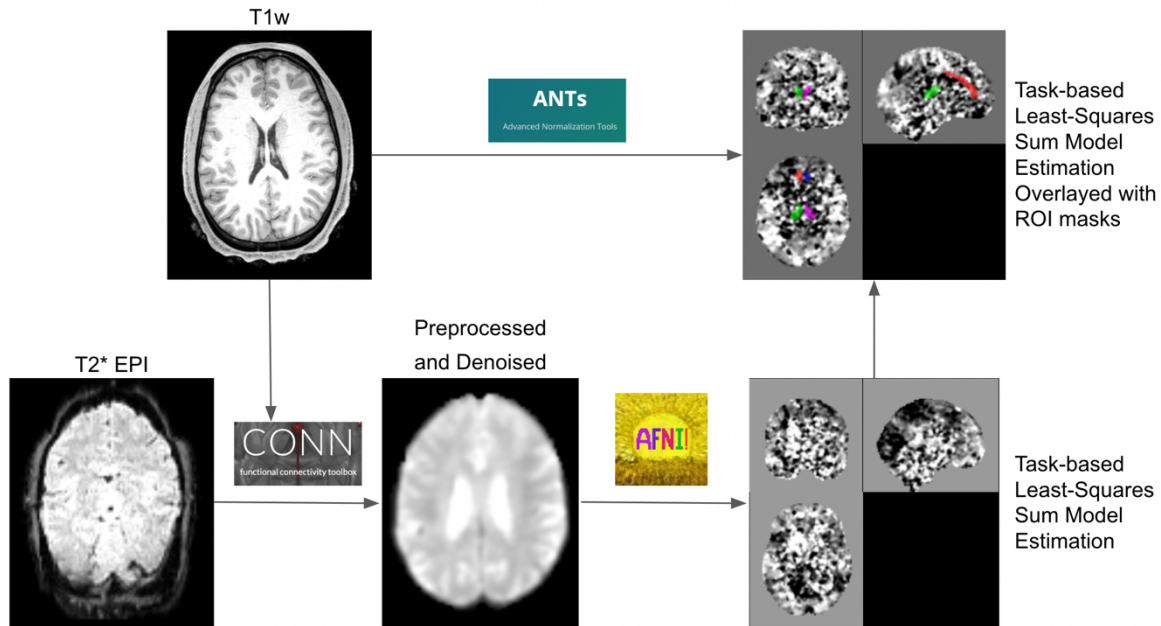 T1w
ANTs
Advanced Normalization Tools
Task-based
Least-Squares
Sum Model
Estimation
Overlayed with
ROI masks
T2* EPI
CONN
functional connectivity toolbox
Preprocessed
and Denoised
AFNI!
Task-based
Least-Squares
Sum Model
Estimation